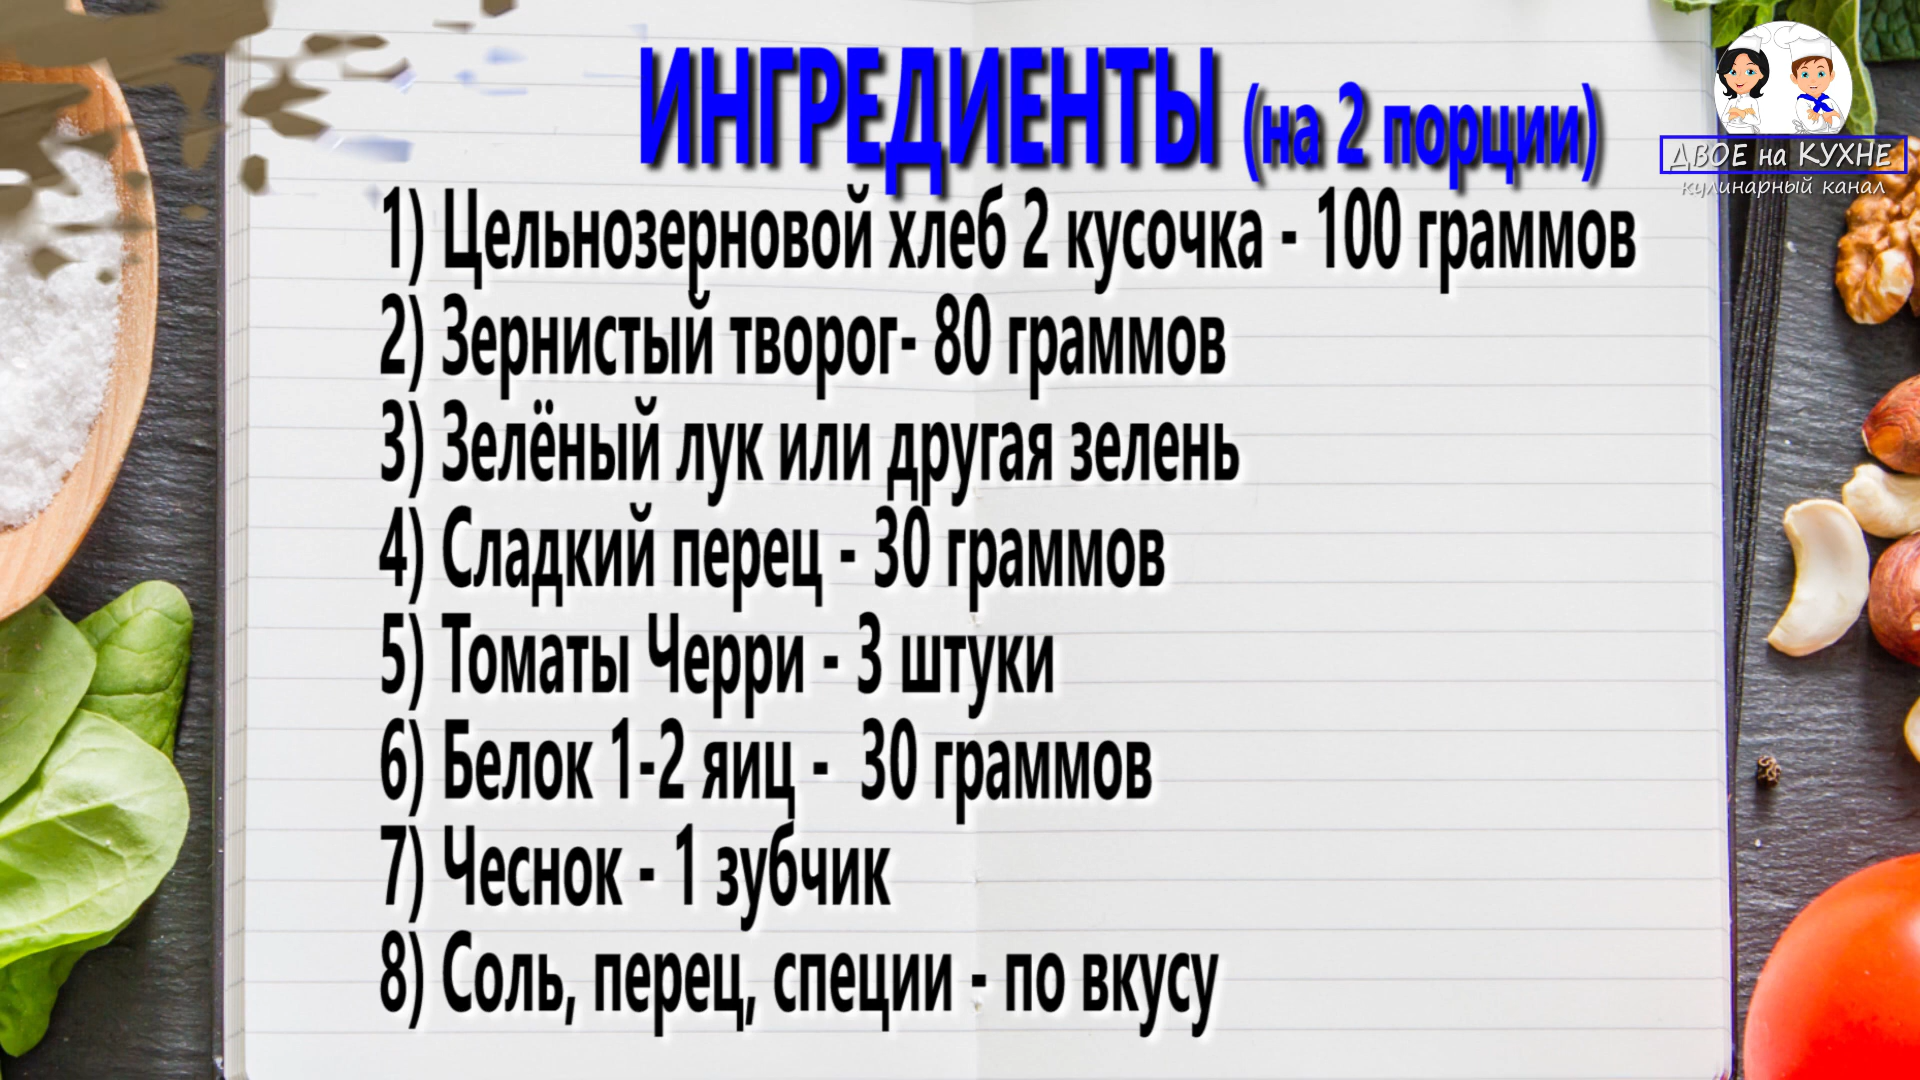 ИНГРЕДИЕНТЫ (на 2 порции)
ДВОЕ на КУХНЕ
кулинарный канал
1) Цельнозерновой хлеб 2 кусочка - 100 граммов
2) Зернистый творог- 80 граммов
3) Зелёный лук или другая зелень
4) Сладкий перец - 30 граммов
5) Томаты Черри - 3 штуки
6) Белок 1-2 яиц -  30 граммов
7) Чеснок - 1 зубчик
8) Соль, перец, специи - по вкусу